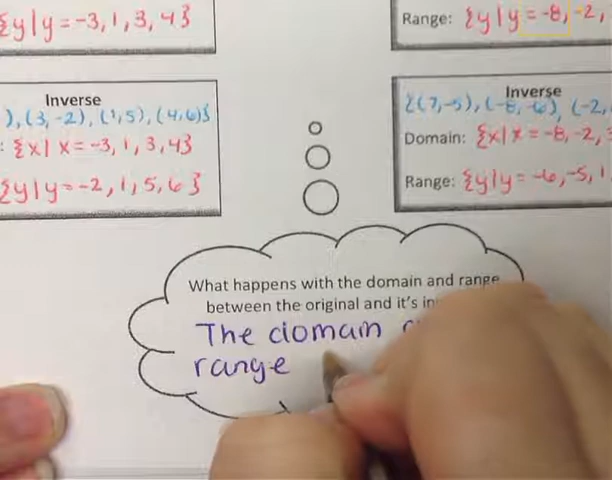 {y|y = -3, 1, 3, 4}
Range: {y|y = -8, -2,
Inverse
), (3, -2), (1, 5), (4, 6)}
: {x|x = -3, 1, 3, 4}
{y|y = -2, 1, 5, 6}
Inverse
{(7, -5), (-8, -6), (-2,
Domain: {x|x = -8, -2,
Range: {y|y = -6, -5, 1
What happens with the domain and range
between the original and it's
The domain
range